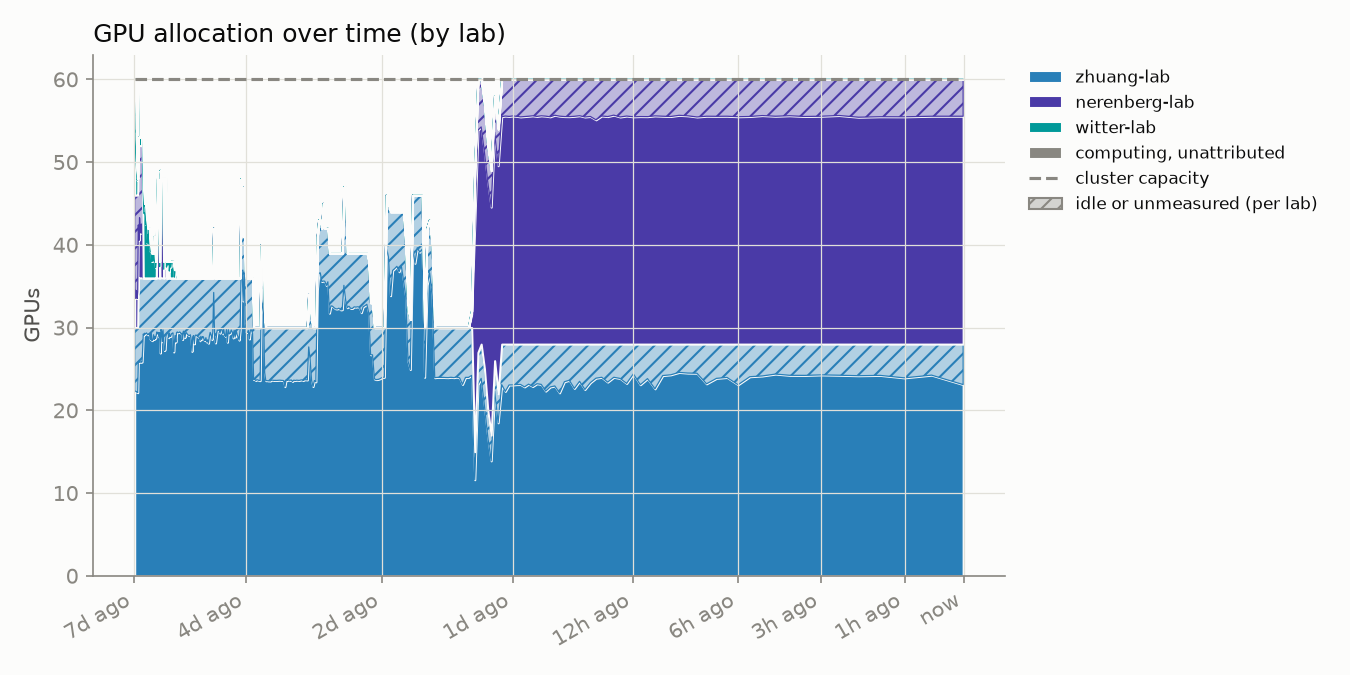 GPU allocation over time (by lab)
60
50
40
30
20
10
0
GPUs
7d ago
4d ago
2d ago
1d ago
12h ago
6h ago
3h ago
1h ago
now
zhuang-lab
nerenberg-lab
witter-lab
computing, unattributed
cluster capacity
idle or unmeasured (per lab)